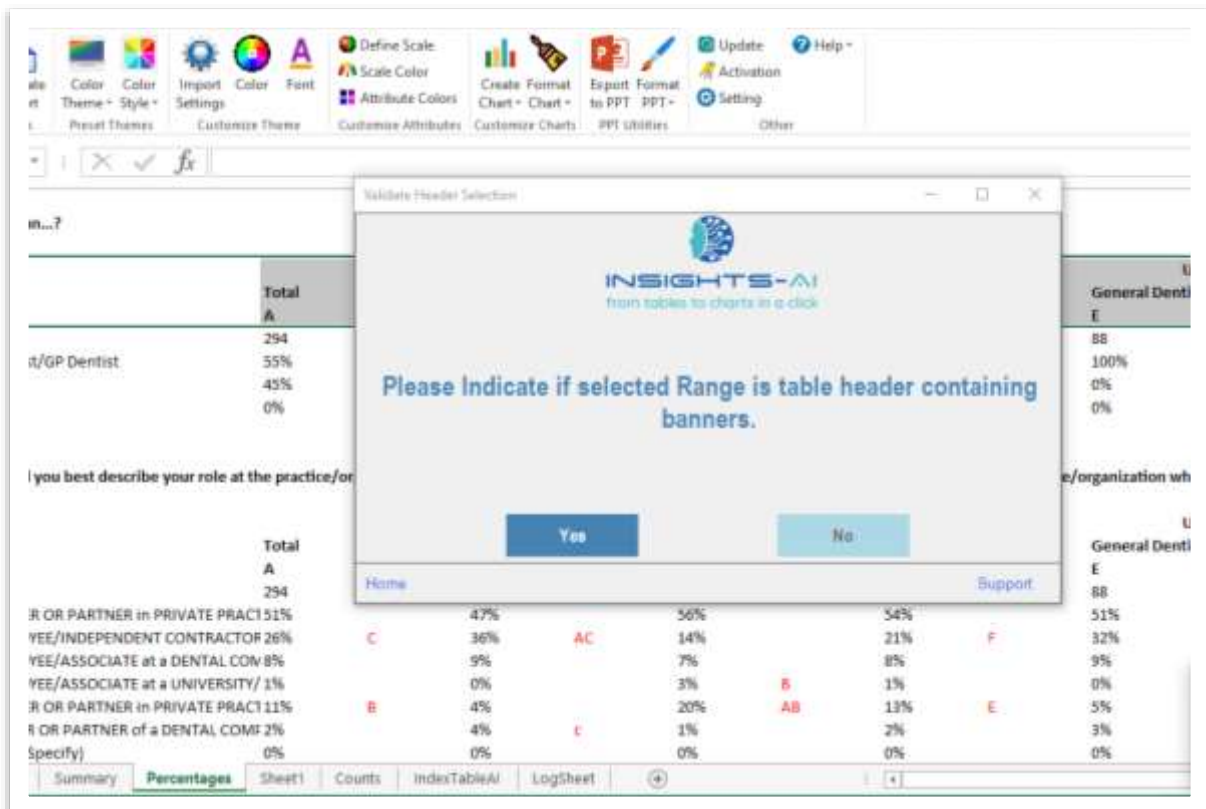 Color Theme Color Style Import Settings Color Font Define Scale Scale Color Attribute Colors Create Chart Format Chart Export to PPT Format PPT Update Activation Setting Help
Preset Themes Customize Theme Customize Attributes Customize Charts PPT Utilities Other
fx
Validate Header Selection
INSIGHTS-AI
from tables to charts in a click
Please Indicate if selected Range is table header containing
banners.
Yes No
Home Support
an...?
Total General Denti
A E
294 88
st/GP Dentist 55% 100%
45% 0%
0% 0%
you best describe your role at the practice/or e/organization wh
Total General Denti
A E
294 88
R OR PARTNER in PRIVATE PRACT 51% 47% 56% 54% 51%
YEE/INDEPENDENT CONTRACTOR 26% C 36% AC 14% 21% F 32%
YEE/ASSOCIATE at a DENTAL COM 8% 9% 7% 8% 9%
YEE/ASSOCIATE at a UNIVERSITY/ 1% 0% 3% B 1% 0%
R OR PARTNER in PRIVATE PRACT 11% B 4% 20% AB 13% E 5%
R OR PARTNER of a DENTAL COMF 2% 4% c 1% 2% 3%
Specify) 0% 0% 0% 0% 0%
Summary Percentages Sheet1 Counts IndexTableAI LogSheet